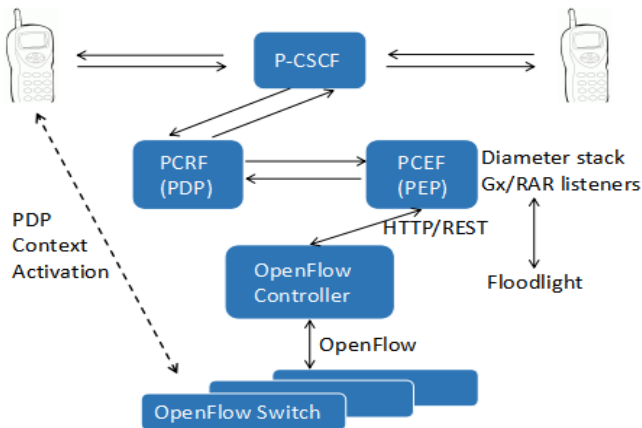 P-CSCF
PCRF
(PDP)
PCEF
(PEP)
Diameter stack
Gx/RAR listeners
HTTP/REST
PDP
Context
Activation
OpenFlow
Controller
Floodlight
OpenFlow
OpenFlow Switch